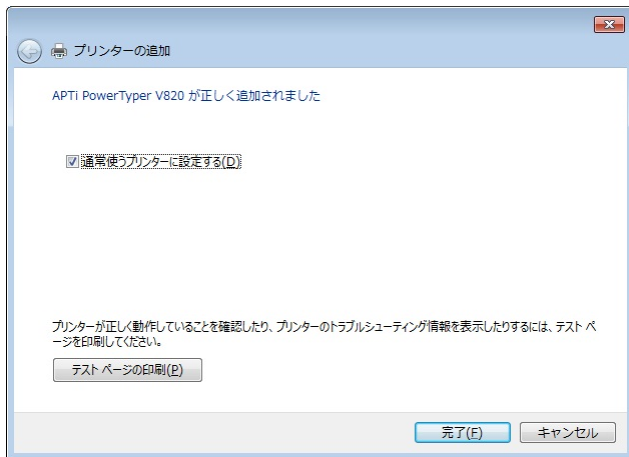 プリンターの追加
APTi PowerTyper V820 が正しく追加されました
通常使うプリンターに設定する(D)
プリンターが正しく動作していることを確認したり、プリンターのトラブルシューティング情報を表示したりするには、テスト ペ
ージを印刷してください。
テスト ページの印刷(P)
完了(F)
キャンセル